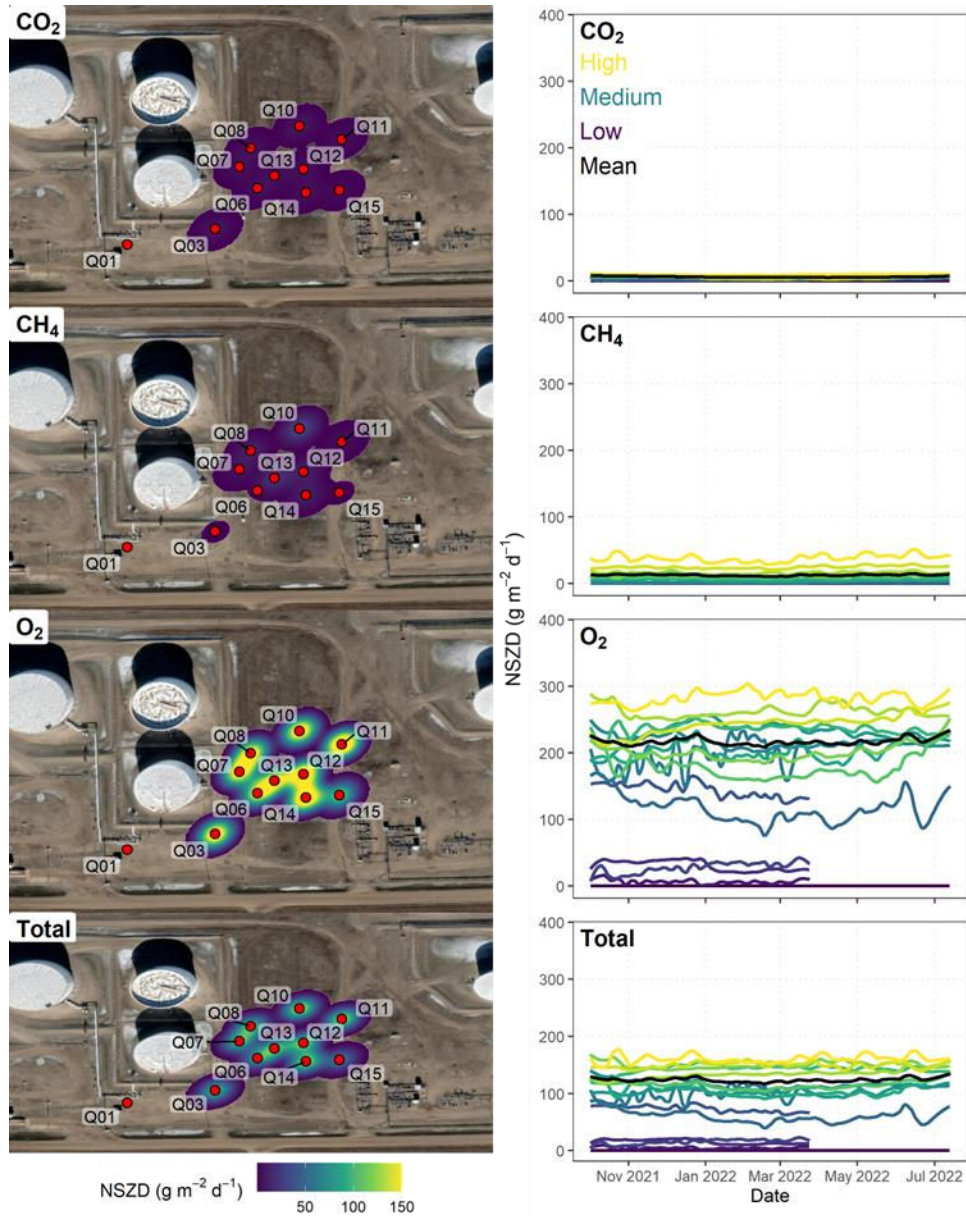 CO₂
Q10
Q08
Q11
Q13
Q12
Q07
Q06
Q14
Q15
Q03
Q01
CH₄
Q10
Q08
Q11
Q13
Q12
Q07
Q06
Q14
Q15
Q03
Q01
O₂
Q10
Q08
Q11
Q13
Q12
Q07
Q06
Q14
Q15
Q03
Q01
Total
Q10
Q08
Q11
Q13
Q12
Q07
Q06
Q14
Q15
Q03
Q01
NSZD (g m⁻² d⁻¹)
50
100
150
NSZD (g m⁻² d⁻¹)
400
300
200
100
0
CO₂
High
Medium
Low
Mean
400
300
200
100
0
CH₄
400
300
200
100
0
O₂
400
300
200
100
0
Total
Nov 2021
Jan 2022
Mar 2022
May 2022
Jul 2022
Date